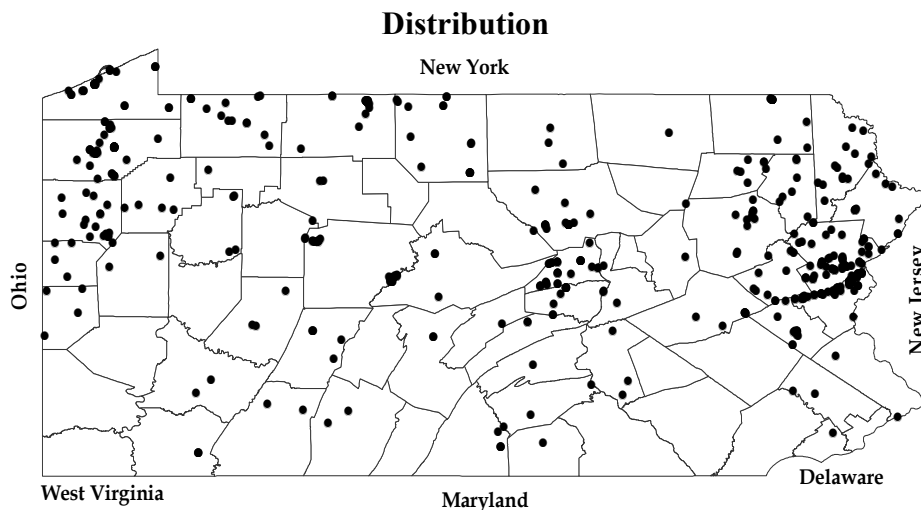 Distribution
New York
Ohio
New Jersey
West Virginia
Maryland
Delaware